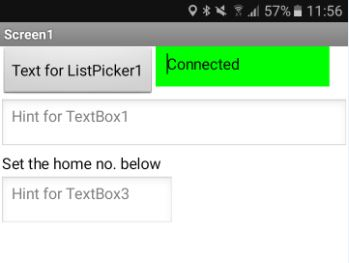 57% 11:56
Screen1
Text for ListPicker1 Connected
Hint for TextBox1
Set the home no. below
Hint for TextBox3